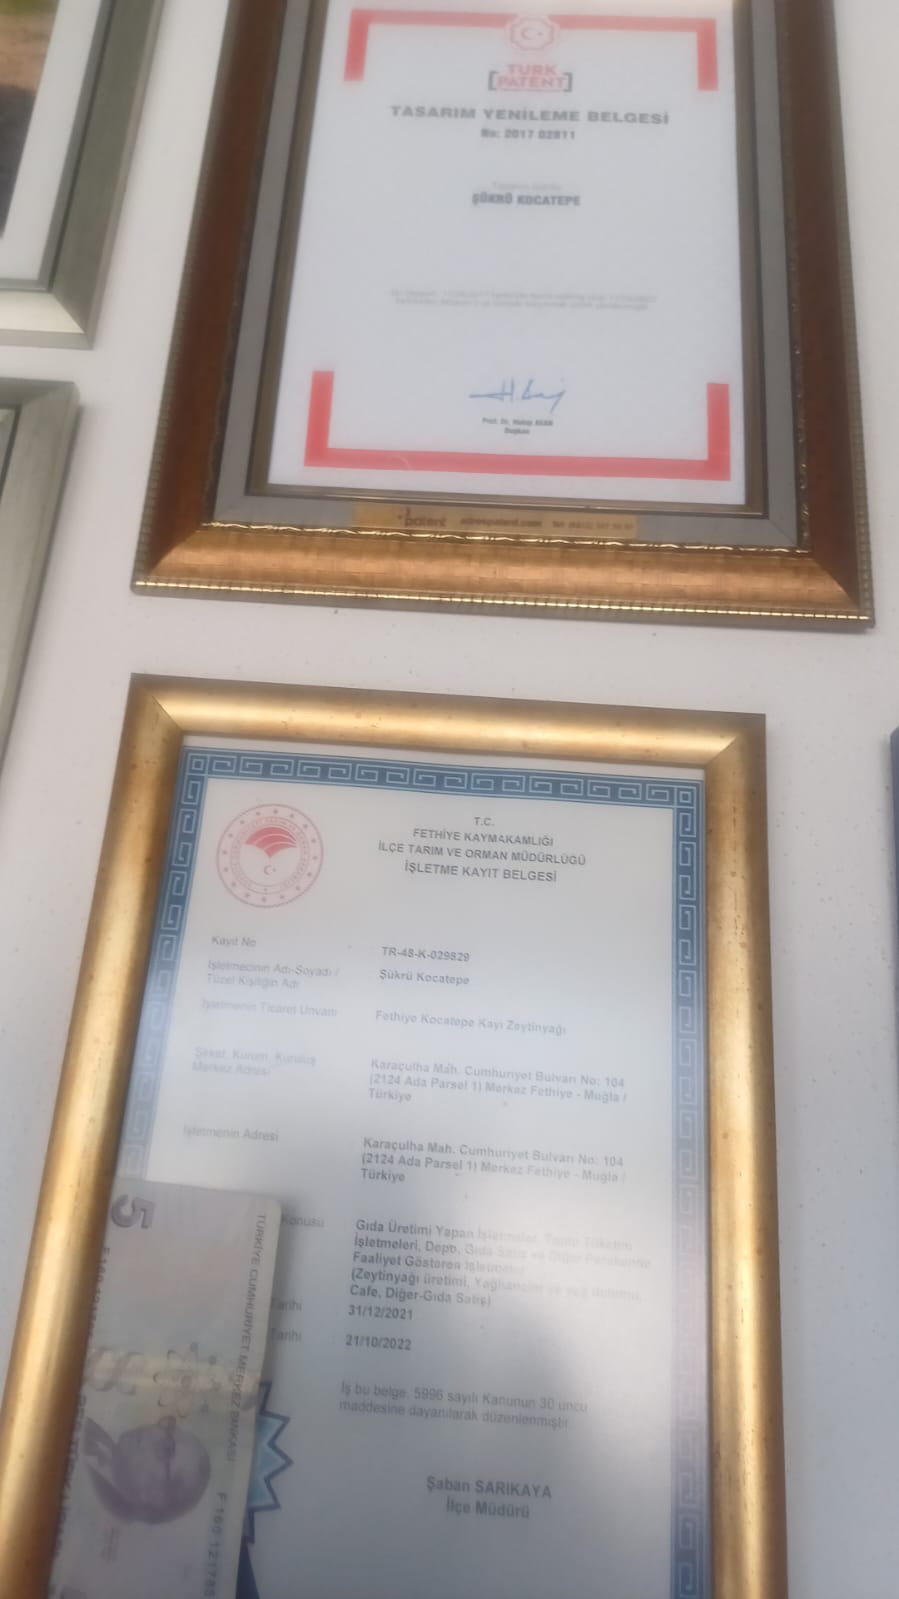 TURK
PATENT
TASARIM YENİLEME BELGESİ
No: 2017 02811
ŞÜKRÜ KOCATEPE
Başkan
patent
T.C.
FETHİYE KAYMAKAMLIĞI
İLÇE TARIM VE ORMAN MÜDÜRLÜĞÜ
İŞLETME KAYIT BELGESİ
Kayıt No TR-48-K-029829
İşletmecinin Adı-Soyadı / Şükrü Kocatepe
Tüzel Kişiliğin Adı
İşletmenin Ticaret Unvanı Fethiye Kocatepe Kayı Zeytinyağı
Şirket, Kurum, Kuruluş Karaçulha Mah. Cumhuriyet Bulvarı No: 104
Merkez Adresi (2124 Ada Parsel 1) Merkez Fethiye - Muğla /
Türkiye
İşletmenin Adresi Karaçulha Mah. Cumhuriyet Bulvarı No: 104
(2124 Ada Parsel 1) Merkez Fethiye - Muğla /
Türkiye
Konusu Gıda Üretimi Yapan İşletmeler, Toplu Tüketim
İşletmeleri, Depo, Gıda Satış ve Diğer Perakende
Faaliyet Gösteren İşletmeler
(Zeytinyağı üretimi,
Cafe, Diğer-Gıda Satış)
Tarihi 31/12/2021
Tarihi 21/10/2022
İş bu belge, 5996 sayılı Kanunun 30 uncu
maddesine dayanılarak düzenlenmiştir.
Şaban SARIKAYA
İlçe Müdürü
5
TÜRKİYE CUMHURİYET MERKEZ BANKASI